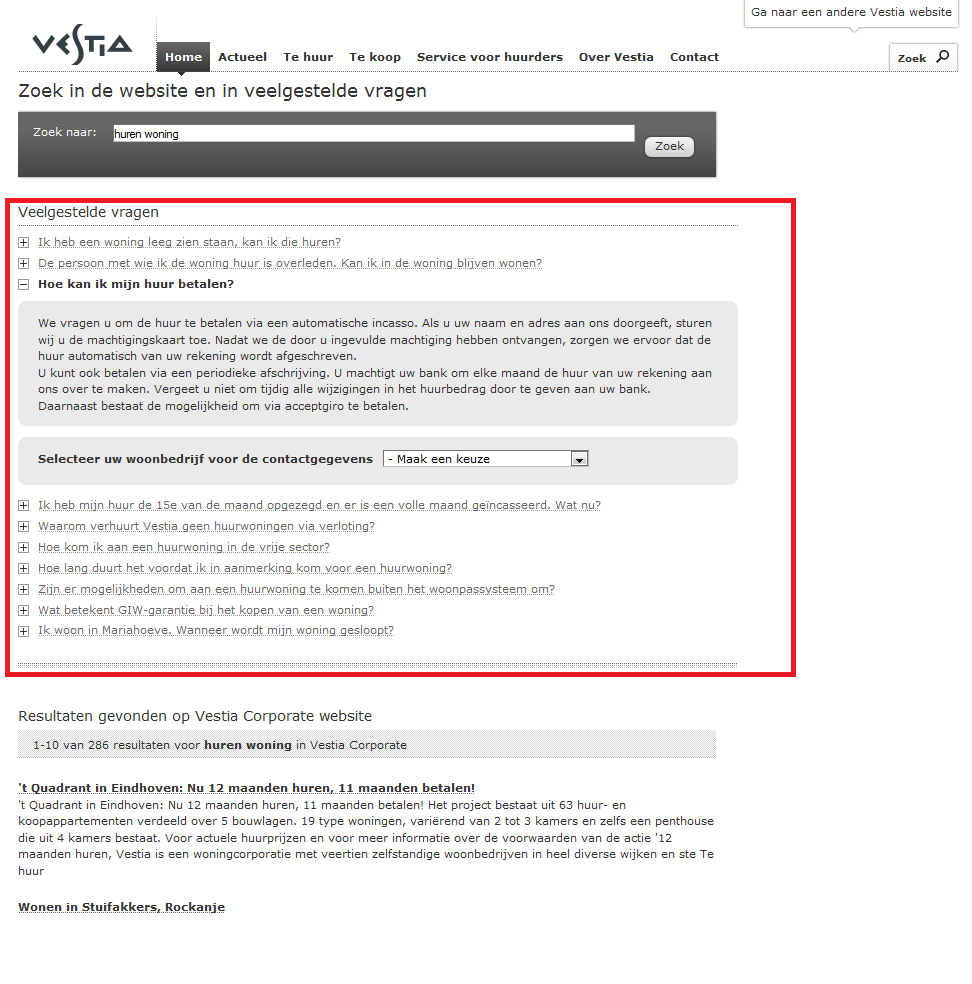 Ga naar een andere Vestia website
VESTIA
Home Actueel Te huur Te koop Service voor huurders Over Vestia Contact Zoek
Zoek in de website en in veelgestelde vragen
Zoek naar: huren woning Zoek
Veelgestelde vragen
Ik heb een woning leeg zien staan, kan ik die huren?
De persoon met wie ik de woning huur is overleden. Kan ik in de woning blijven wonen?
Hoe kan ik mijn huur betalen?
We vragen u om de huur te betalen via een automatische incasso. Als u uw naam en adres aan ons doorgeeft, sturen
wij u de machtigingskaart toe. Nadat we de door u ingevulde machtiging hebben ontvangen, zorgen we ervoor dat de
huur automatisch van uw rekening wordt afgeschreven.
U kunt ook betalen via een periodieke afschrijving. U machtigt uw bank om elke maand de huur van uw rekening aan
ons over te maken. Vergeet u niet om tijdig alle wijzigingen in het huurbedrag door te geven aan uw bank.
Daarnaast bestaat de mogelijkheid om via acceptgiro te betalen.
Selecteer uw woonbedrijf voor de contactgegevens - Maak een keuze
Ik heb mijn huur de 15e van de maand opgezegd en er is een volle maand geïncasseerd. Wat nu?
Waarom verhuurt Vestia geen huurwoningen via verloting?
Hoe kom ik aan een huurwoning in de vrije sector?
Hoe lang duurt het voordat ik in aanmerking kom voor een huurwoning?
Zijn er mogelijkheden om aan een huurwoning te komen buiten het woonpassysteem om?
Wat betekent GIW-garantie bij het kopen van een woning?
Ik woon in Mariahoeve. Wanneer wordt mijn woning gesloopt?
Resultaten gevonden op Vestia Corporate website
1-10 van 286 resultaten voor huren woning in Vestia Corporate
't Quadrant in Eindhoven: Nu 12 maanden huren, 11 maanden betalen!
't Quadrant in Eindhoven: Nu 12 maanden huren, 11 maanden betalen! Het project bestaat uit 63 huur- en
koopappartementen verdeeld over 5 bouwlagen. 19 type woningen, variërend van 2 tot 3 kamers en zelfs een penthouse
die uit 4 kamers bestaat. Voor actuele huurprijzen en voor meer informatie over de voorwaarden van de actie '12
maanden huren, Vestia is een woningcorporatie met veertien zelfstandige woonbedrijven in heel diverse wijken en ste Te
huur
Wonen in Stuifakkers, Rockanje